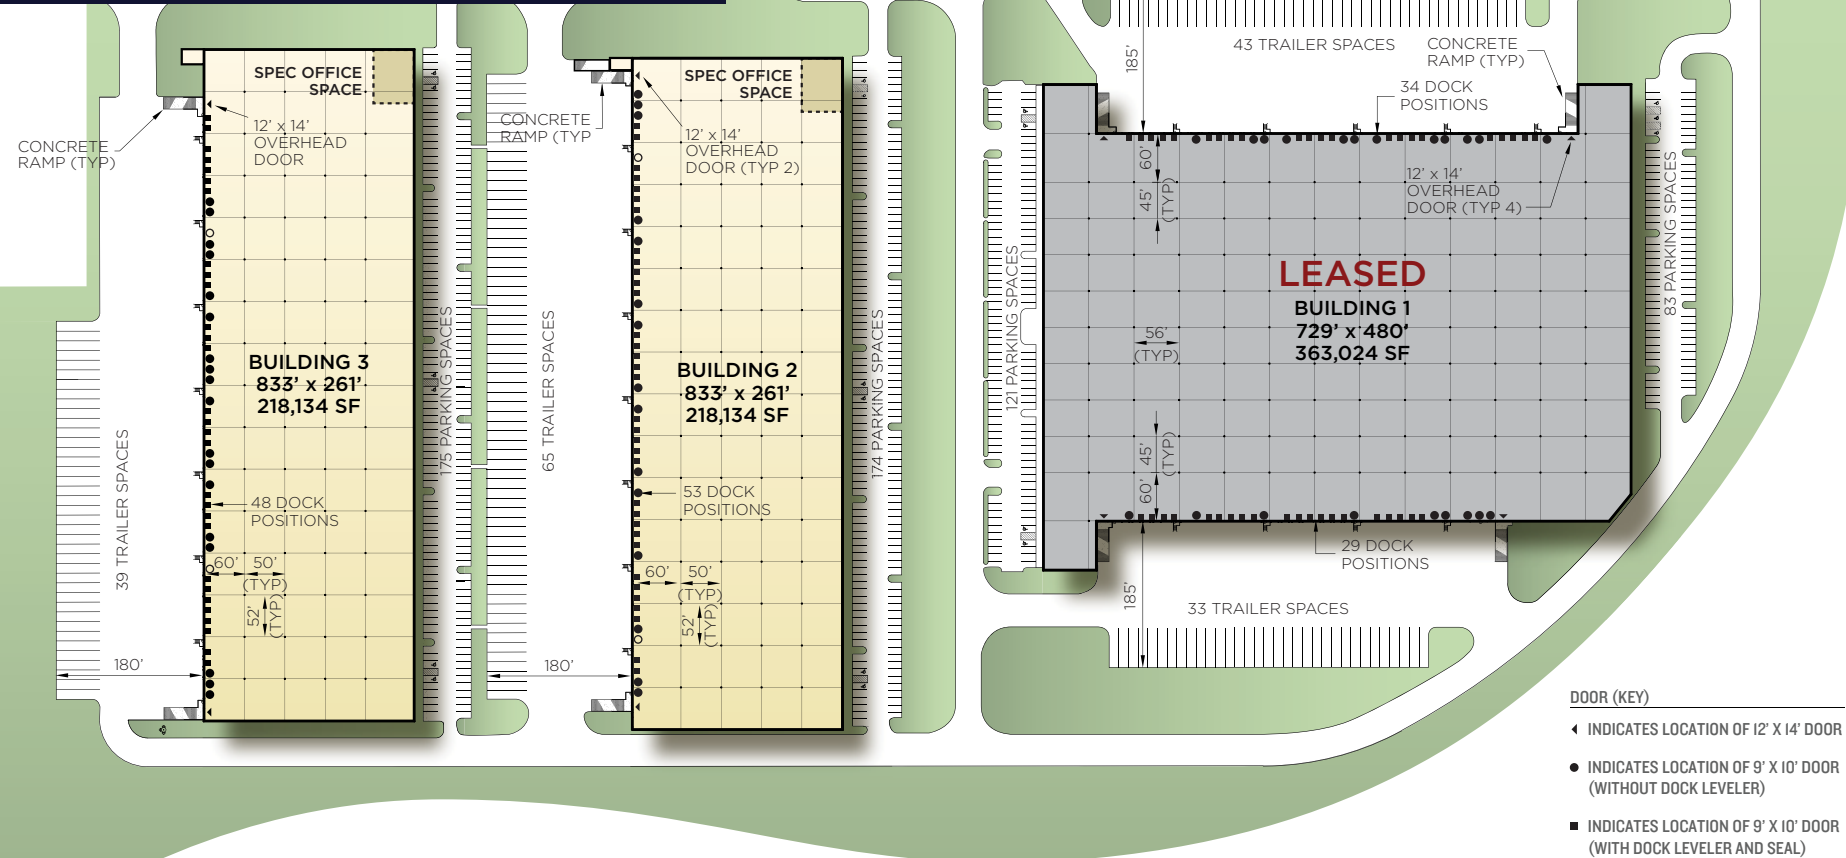 SPEC OFFICE
SPACE
CONCRETE
RAMP (TYP)
12' x 14'
OVERHEAD
DOOR
BUILDING 3
833' x 261'
218,134 SF
39 TRAILER SPACES
48 DOCK
POSITIONS
60'
50'
(TYP)
52'
(TYP)
180'
175 PARKING SPACES
65 TRAILER SPACES
SPEC OFFICE
SPACE
CONCRETE
RAMP (TYP
12' x 14'
OVERHEAD
DOOR (TYP 2)
BUILDING 2
833' x 261'
218,134 SF
53 DOCK
POSITIONS
60'
50'
(TYP)
52'
(TYP)
180'
174 PARKING SPACES
121 PARKING SPACES
185'
43 TRAILER SPACES
CONCRETE
RAMP (TYP)
34 DOCK
POSITIONS
60'
45'
(TYP)
12' x 14'
OVERHEAD
DOOR (TYP 4)
83 PARKING SPACES
LEASED
BUILDING 1
729' x 480'
363,024 SF
56'
(TYP)
45'
(TYP)
60'
29 DOCK
POSITIONS
185'
33 TRAILER SPACES
DOOR (KEY)
INDICATES LOCATION OF 12' X 14' DOOR
INDICATES LOCATION OF 9' X 10' DOOR
(WITHOUT DOCK LEVELER)
INDICATES LOCATION OF 9' X 10' DOOR
(WITH DOCK LEVELER AND SEAL)